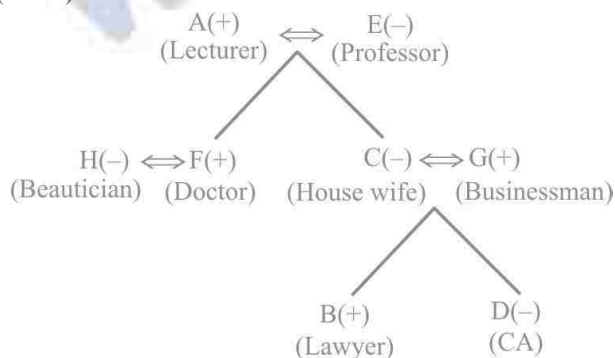 A(+) ⟺ E(–)
(Lecturer) (Professor)
H(–) ⟺ F(+) C(–) ⟺ G(+)
(Beautician) (Doctor) (House wife) (Businessman)
B(+) D(–)
(Lawyer) (CA)